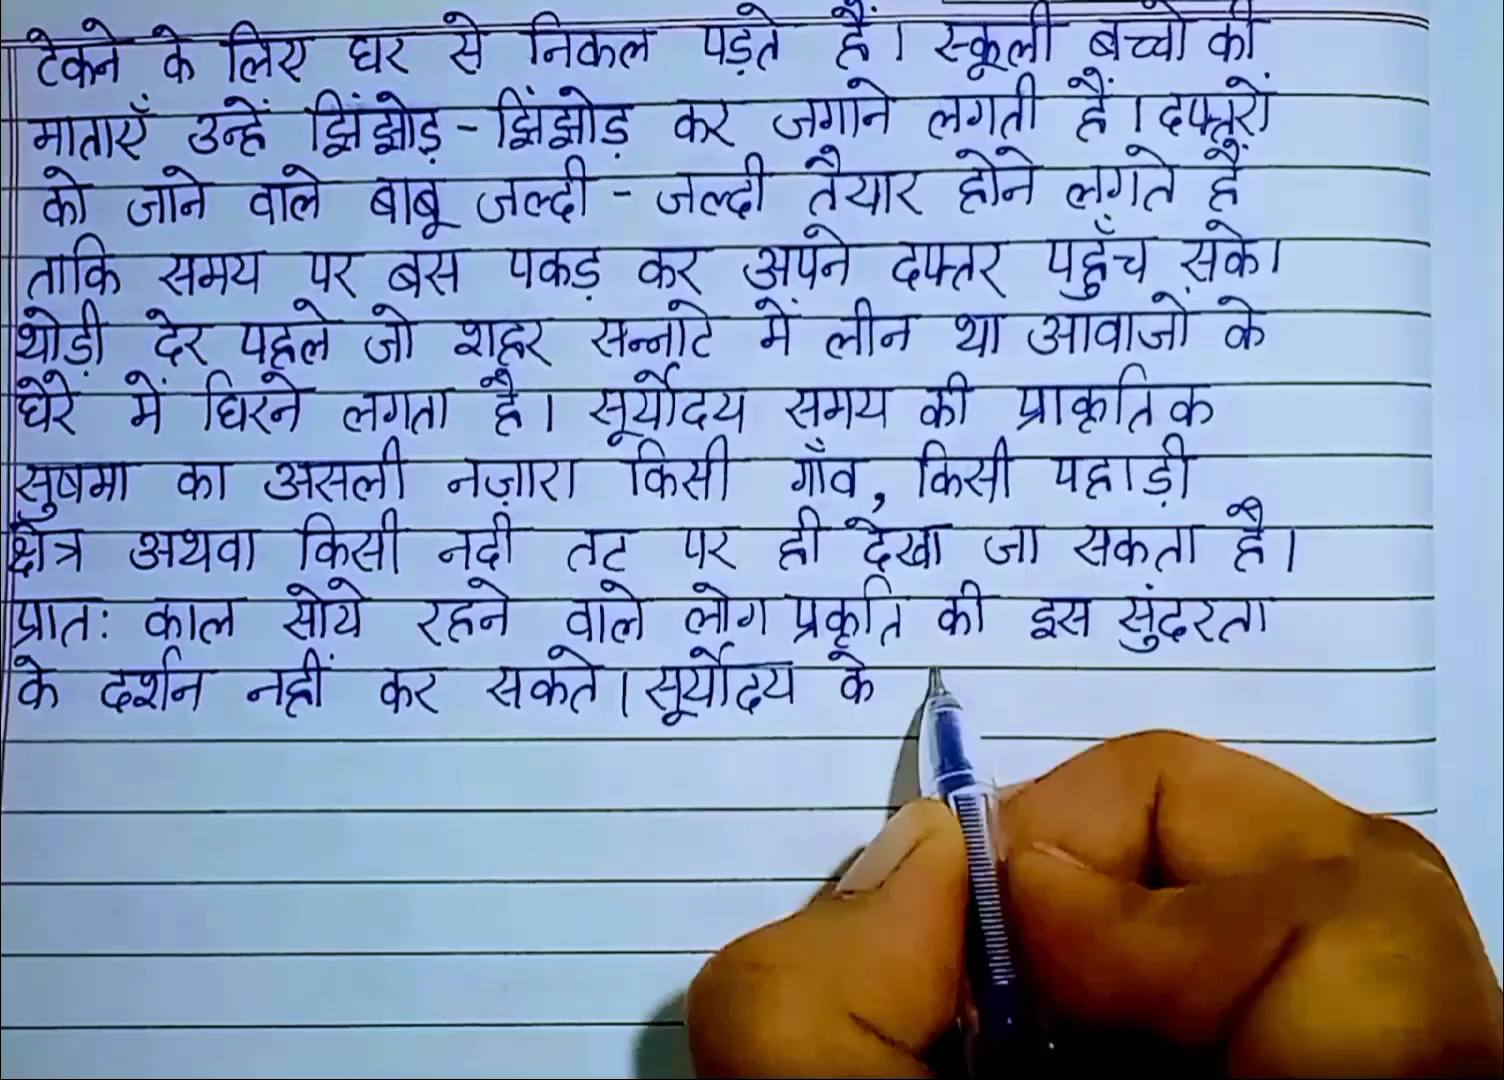 टेकने के लिए घर से निकल पड़ते हैं। स्कूली बच्चों की
माताएँ उन्हें झिंझोड़ - झिंझोड़ कर जगाने लगती हैं। दफ्तरों
को जाने वाले बाबू जल्दी - जल्दी तैयार होने लगते हैं
ताकि समय पर बस पकड़ कर अपने दफ्तर पहुँच सके।
थोड़ी देर पहले जो शहर सन्नाटे में लीन था आवाजों के
घेरे में घिरने लगता है। सूर्योदय समय की प्राकृतिक
सुषमा का असली नज़ारा किसी गाँव, किसी पहाड़ी
क्षेत्र अथवा किसी नदी तट पर ही देखा जा सकता है।
प्रात: काल सोये रहने वाले लोग प्रकृति की इस सुंदरता
के दर्शन नहीं कर सकते। सूर्योदय के